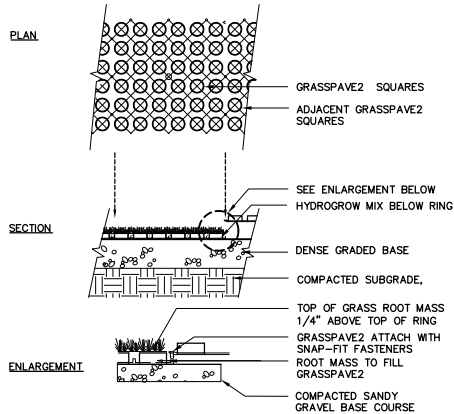 PLAN
GRASSPAVE2 SQUARES
ADJACENT GRASSPAVE2
SQUARES
SEE ENLARGEMENT BELOW
HYDROGROW MIX BELOW RING
SECTION
DENSE GRADED BASE
COMPACTED SUBGRADE,
TOP OF GRASS ROOT MASS
1/4" ABOVE TOP OF RING
GRASSPAVE2 ATTACH WITH
SNAP-FIT FASTENERS
ROOT MASS TO FILL
GRASSPAVE2
ENLARGEMENT
COMPACTED SANDY
GRAVEL BASE COURSE